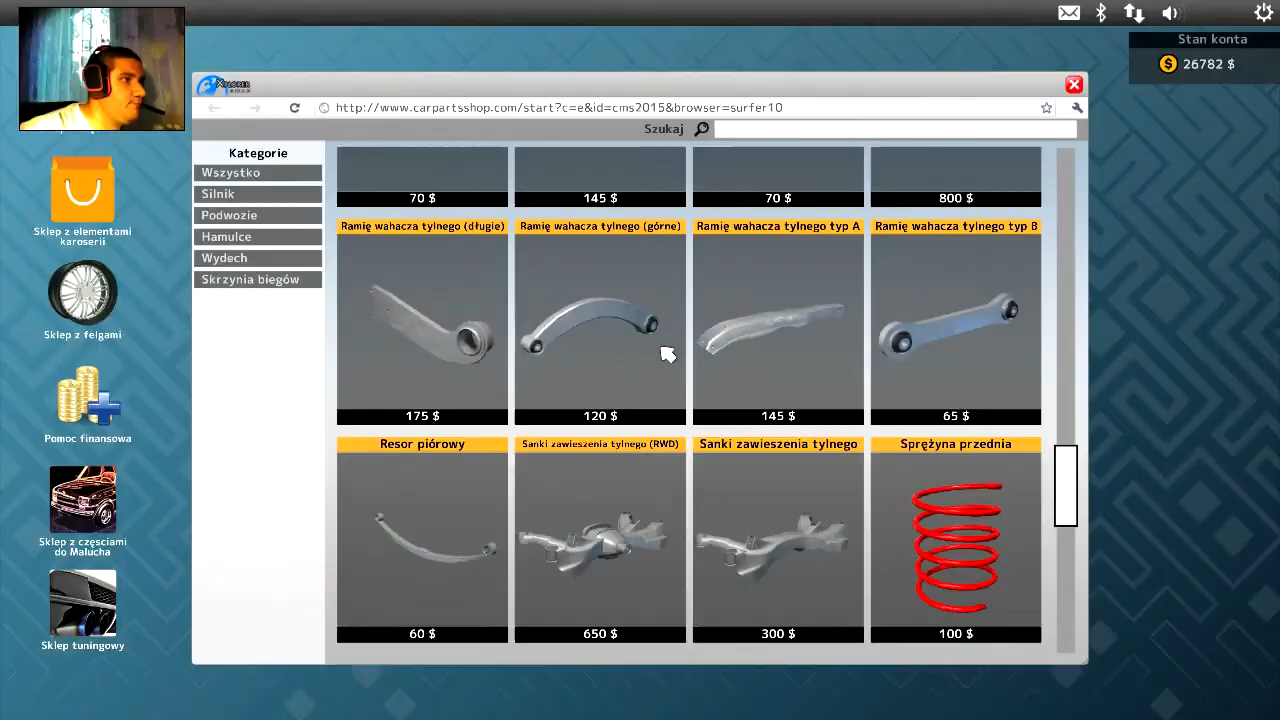 Stan konta
26782 $
XPLORER
http://www.carpartsshop.com/start?c=e&id=cms2015&browser=surfer10
Szukaj
Kategorie
Wszystko
Silnik
Podwozie
Hamulce
Wydech
Skrzynia biegów
Sklep z elementami
karoserii
Sklep z felgami
Pomoc finansowa
Sklep z częsciami
do Malucha
Sklep tuningowy
70 $
145 $
70 $
800 $
Ramię wahacza tylnego (długie)
Ramię wahacza tylnego (górne)
Ramię wahacza tylnego typ A
Ramię wahacza tylnego typ B
175 $
120 $
145 $
65 $
Resor piórowy
Sanki zawieszenia tylnego (RWD)
Sanki zawieszenia tylnego
Sprężyna przednia
60 $
650 $
300 $
100 $